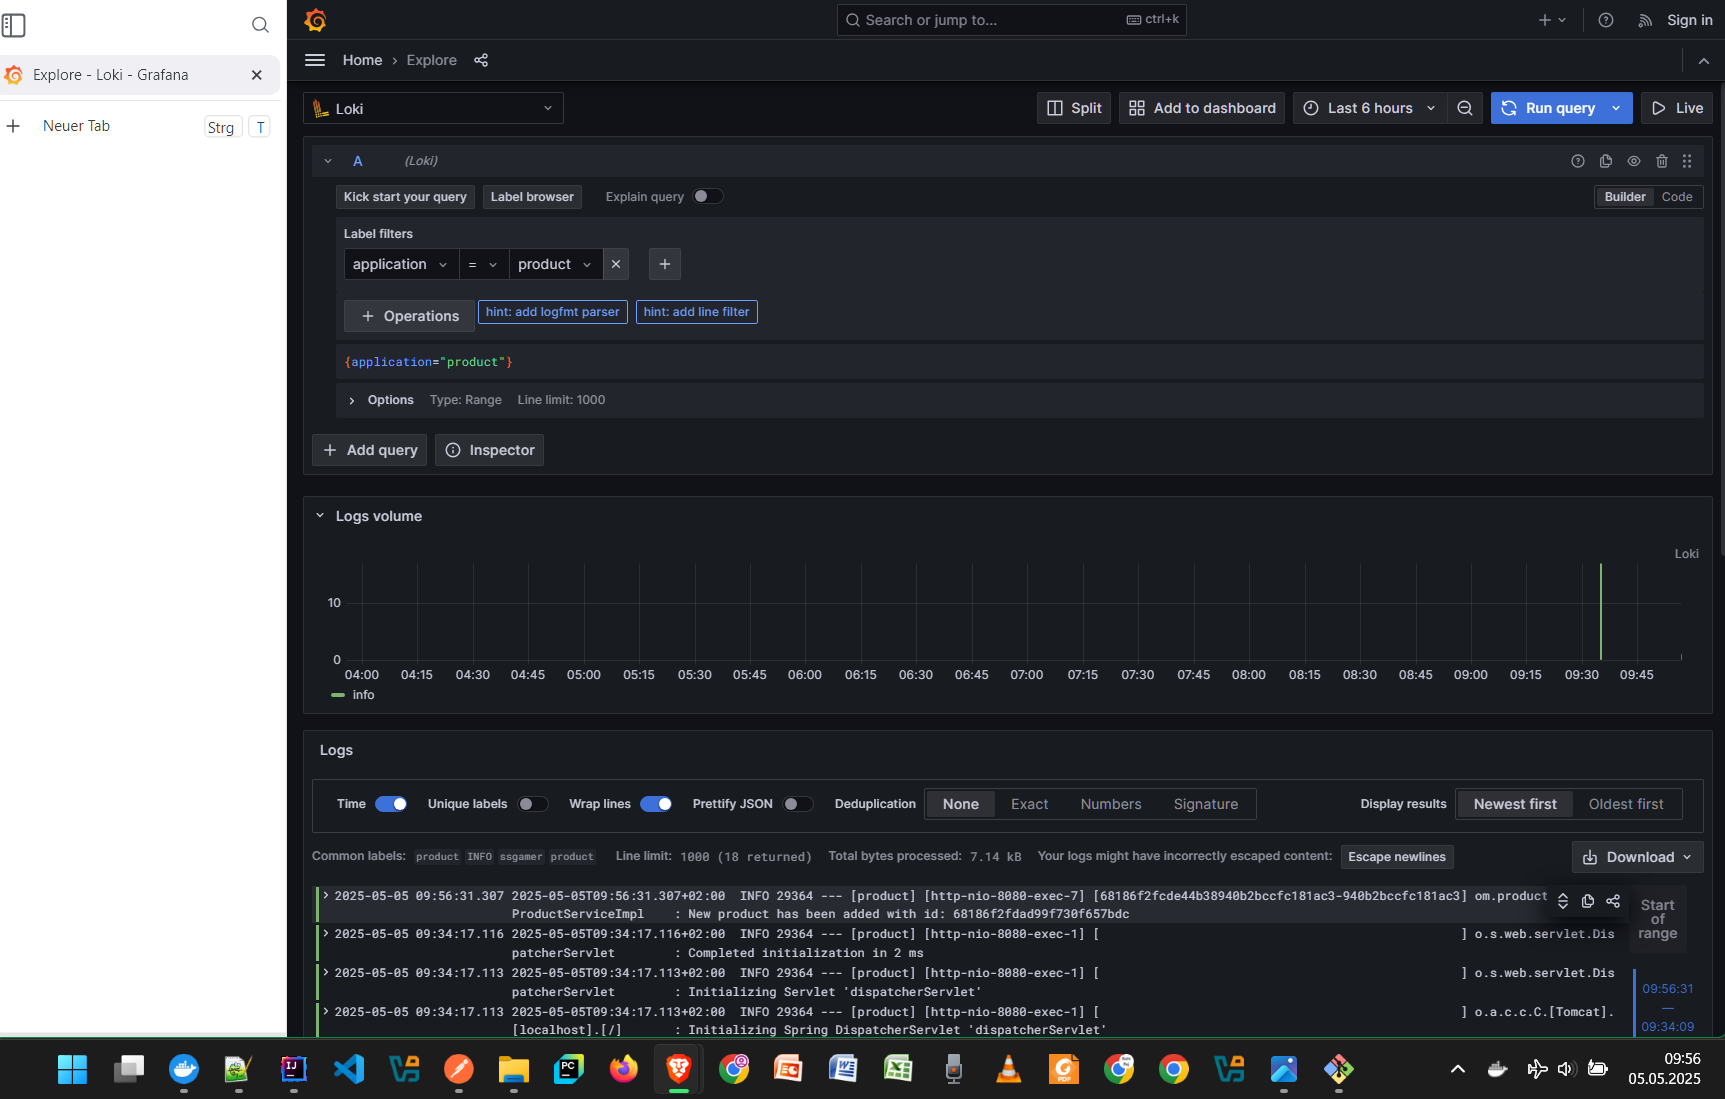 Search or jump to...
ctrl+k
Sign in
Explore - Loki - Grafana
Home › Explore
Neuer Tab
Strg
T
Loki
Split
Add to dashboard
Last 6 hours
Run query
Live
A
(Loki)
Kick start your query
Label browser
Explain query
Builder
Code
Label filters
application
=
product
Operations
hint: add logfmt parser
hint: add line filter
{application="product"}
Options Type: Range Line limit: 1000
Add query
Inspector
Logs volume
Loki
10
0
04:00 04:15 04:30 04:45 05:00 05:15 05:30 05:45 06:00 06:15 06:30 06:45 07:00 07:15 07:30 07:45 08:00 08:15 08:30 08:45 09:00 09:15 09:30 09:45
info
Logs
Time
Unique labels
Wrap lines
Prettify JSON
Deduplication
None
Exact
Numbers
Signature
Display results
Newest first
Oldest first
Common labels: product INFO ssgamer product Line limit: 1000 (18 returned) Total bytes processed: 7.14 kB Your logs might have incorrectly escaped content: Escape newlines
Download
2025-05-05 09:56:31.307 2025-05-05T09:56:31.307+02:00 INFO 29364 --- [product] [http-nio-8080-exec-7] [68186f2fcde44b38940b2bccfc181ac3-940b2bccfc181ac3] om.product
ProductServiceImpl : New product has been added with id: 68186f2fdad99f730f657bdc
2025-05-05 09:34:17.116 2025-05-05T09:34:17.116+02:00 INFO 29364 --- [product] [http-nio-8080-exec-1] [ ] o.s.web.servlet.Dis
patcherServlet : Completed initialization in 2 ms
2025-05-05 09:34:17.113 2025-05-05T09:34:17.113+02:00 INFO 29364 --- [product] [http-nio-8080-exec-1] [ ] o.s.web.servlet.Dis
patcherServlet : Initializing Servlet 'dispatcherServlet'
2025-05-05 09:34:17.113 2025-05-05T09:34:17.113+02:00 INFO 29364 --- [product] [http-nio-8080-exec-1] [ ] o.a.c.c.C.[Tomcat].
[localhost].[/] : Initializing Spring DispatcherServlet 'dispatcherServlet'
Start
of
range
09:56:31
—
09:34:09
09:56
05.05.2025